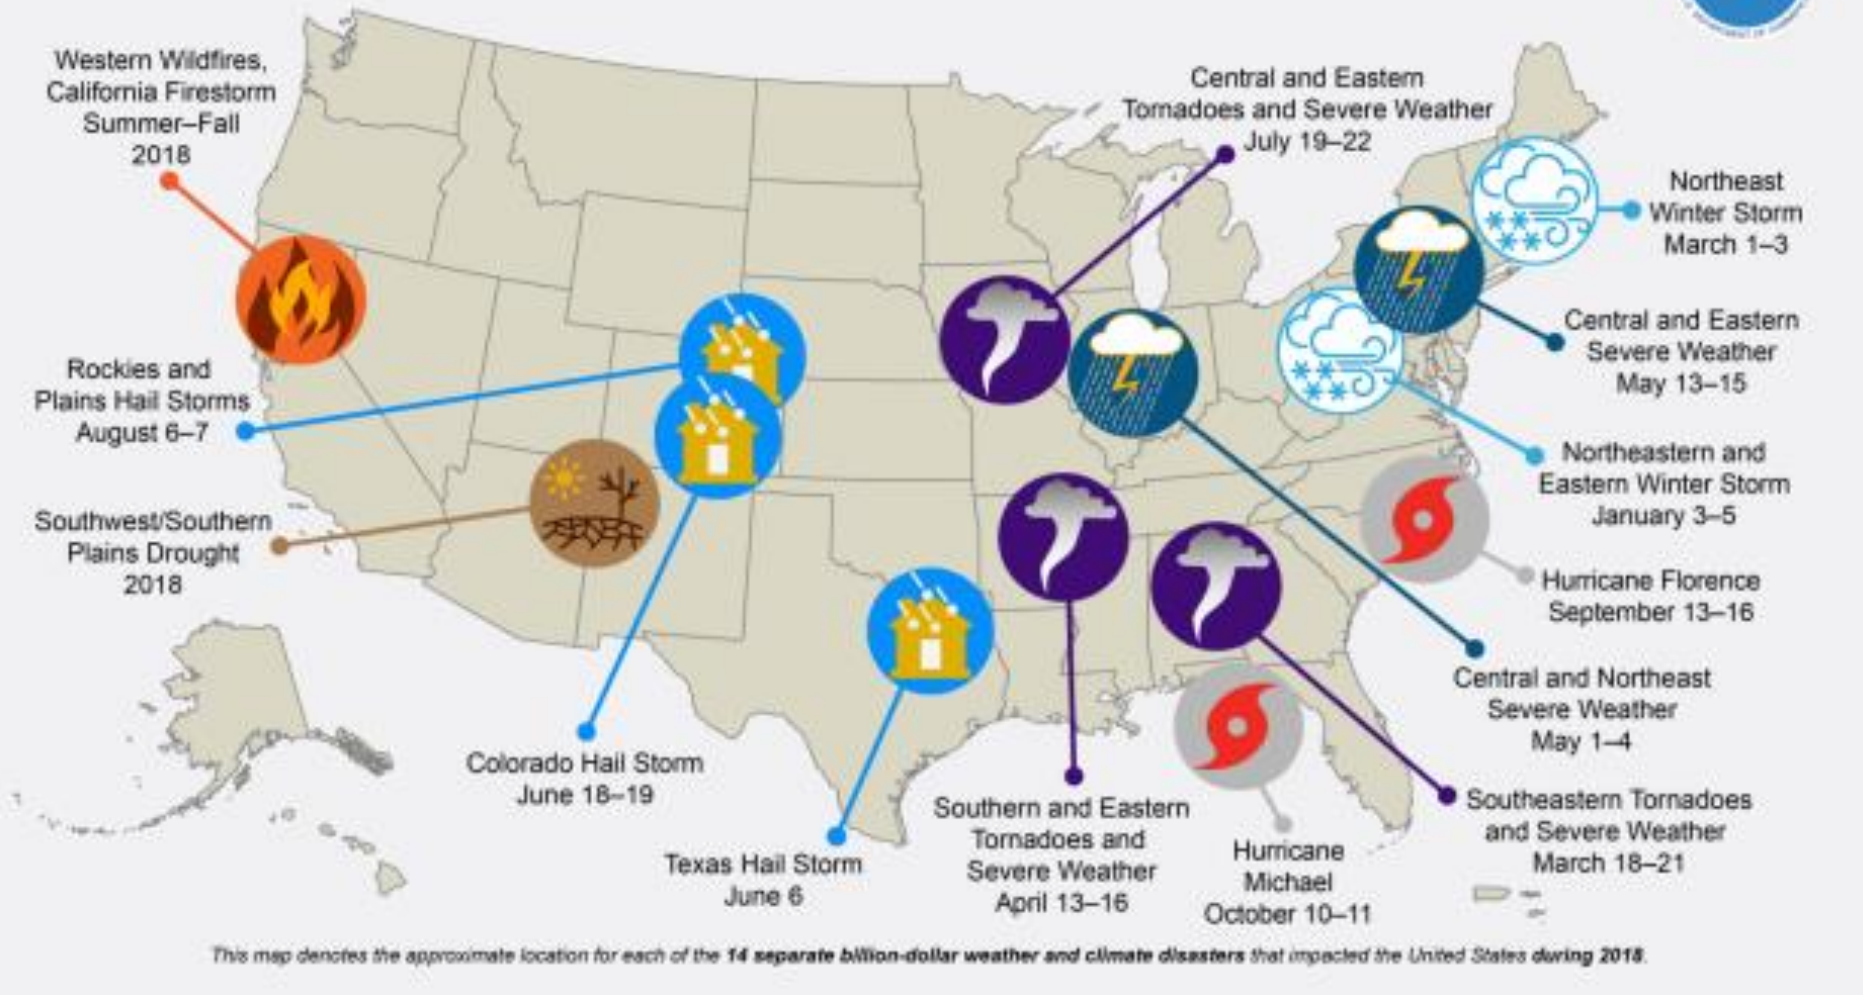 Western Wildfires,
California Firestorm
Summer–Fall
2018
Central and Eastern
Tornadoes and Severe Weather
July 19–22
Northeast
Winter Storm
March 1–3
Central and Eastern
Severe Weather
May 13–15
Rockies and
Plains Hail Storms
August 6–7
Northeastern and
Eastern Winter Storm
January 3–5
Southwest/Southern
Plains Drought
2018
Hurricane Florence
September 13–16
Central and Northeast
Severe Weather
May 1–4
Colorado Hail Storm
June 18–19
Texas Hail Storm
June 6
Southern and Eastern
Tornadoes and
Severe Weather
April 13–16
Hurricane
Michael
October 10–11
Southeastern Tornadoes
and Severe Weather
March 18–21
This map denotes the approximate location for each of the 14 separate billion-dollar weather and climate disasters that impacted the United States during 2018.